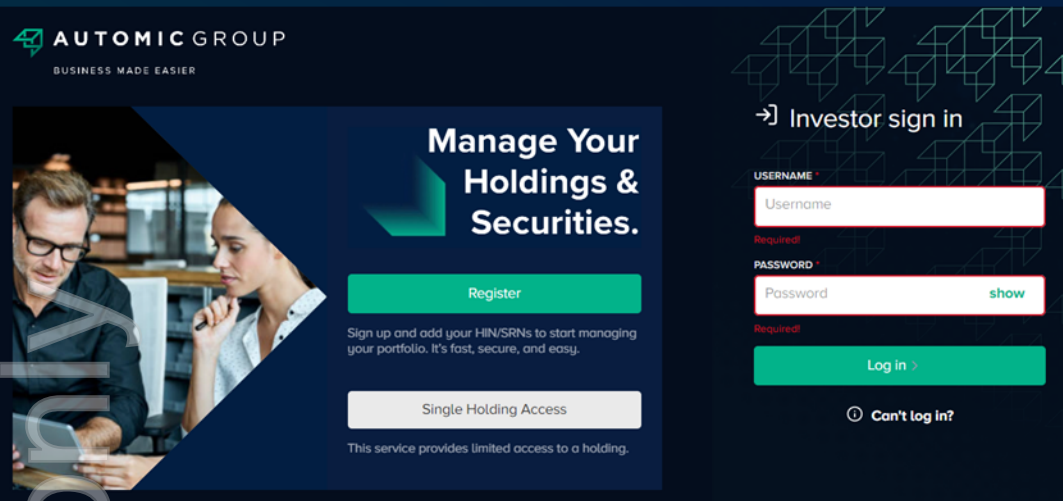 AUTOMIC GROUP
BUSINESS MADE EASIER
Manage Your
Holdings &
Securities.
Register
Sign up and add your HIN/SRNs to start managing
your portfolio. It's fast, secure, and easy.
Single Holding Access
This service provides limited access to a holding.
Investor sign in
USERNAME *
Username
Required!
PASSWORD *
Password
show
Required!
Log in >
Can't log in?
only